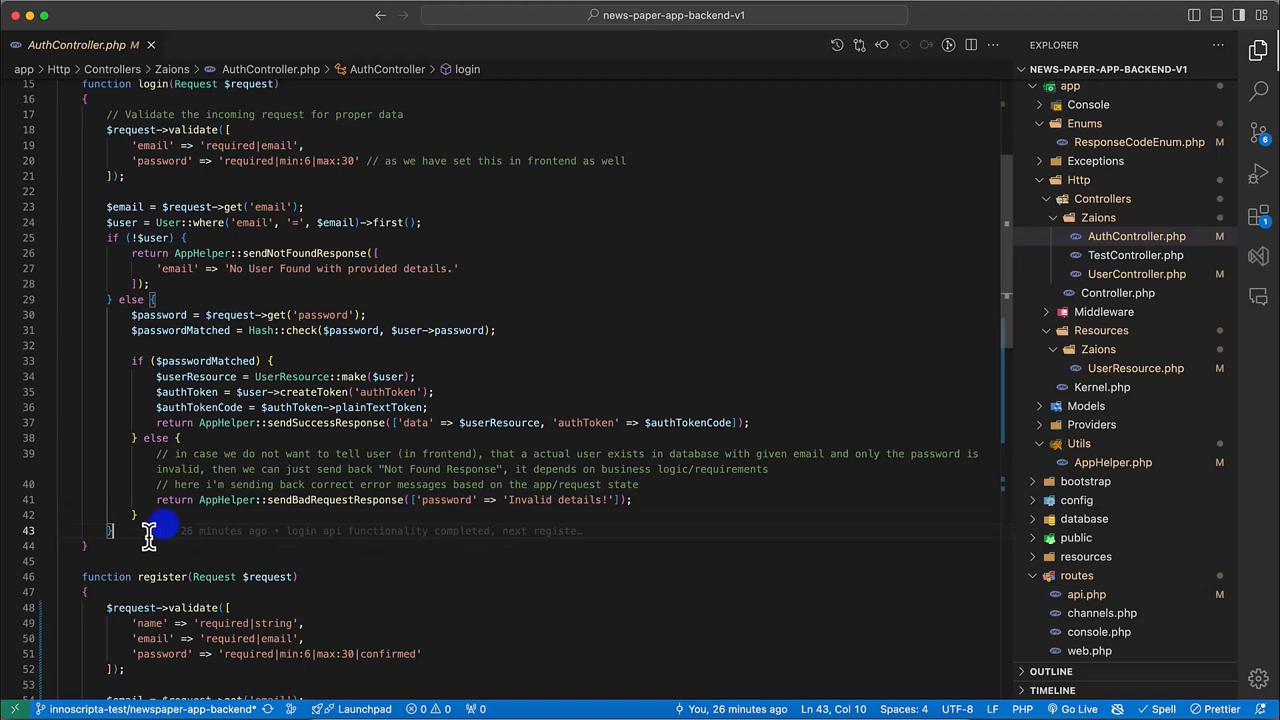 news-paper-app-backend-v1
AuthController.php M
EXPLORER
app > Http > Controllers > Zaions > AuthController.php > AuthController > login
NEWS-PAPER-APP-BACKEND-V1
15 function login(Request $request)
16 {
17 // Validate the incoming request for proper data
18 $request->validate([
19 'email' => 'required|email',
20 'password' => 'required|min:6|max:30' // as we have set this in frontend as well
21 ]);
22
23 $email = $request->get('email');
24 $user = User::where('email', '=', $email)->first();
25 if (!$user) {
26 return AppHelper::sendNotFoundResponse([
27 'email' => 'No User Found with provided details.'
28 ]);
29 } else {
30 $password = $request->get('password');
31 $passwordMatched = Hash::check($password, $user->password);
32
33 if ($passwordMatched) {
34 $userResource = UserResource::make($user);
35 $authToken = $user->createToken('authToken');
36 $authTokenCode = $authToken->plainTextToken;
37 return AppHelper::sendSuccessResponse(['data' => $userResource, 'authToken' => $authTokenCode]);
38 } else {
39 // in case we do not want to tell user (in frontend), that a actual user exists in database with given email and only the password is
invalid, then we can just send back "Not Found Response", it depends on business logic/requirements
40 // here i'm sending back correct error messages based on the app/request state
41 return AppHelper::sendBadRequestResponse(['password' => 'Invalid details!']);
42 }
43 } 26 minutes ago • login api functionality completed, next registe…
44 }
45
46 function register(Request $request)
47 {
48 $request->validate([
49 'name' => 'required|string',
50 'email' => 'required|email',
51 'password' => 'required|min:6|max:30|confirmed'
52 ]);
53
54 $email = $request->get('email');
app
Console
Enums
ResponseCodeEnum.php M
Exceptions
Http
Controllers
Zaions
AuthController.php M
TestController.php
UserController.php M
Controller.php
Middleware
Resources
Zaions
UserResource.php M
Kernel.php
Models
Providers
Utils
AppHelper.php M
bootstrap
config
database
public
resources
routes
api.php M
channels.php
console.php
web.php
OUTLINE
TIMELINE
6
1
innoscripta-test/newspaper-app-backend* Launchpad 0 0 0 You, 26 minutes ago Ln 43, Col 10 Spaces: 4 UTF-8 LF PHP Go Live Spell Prettier